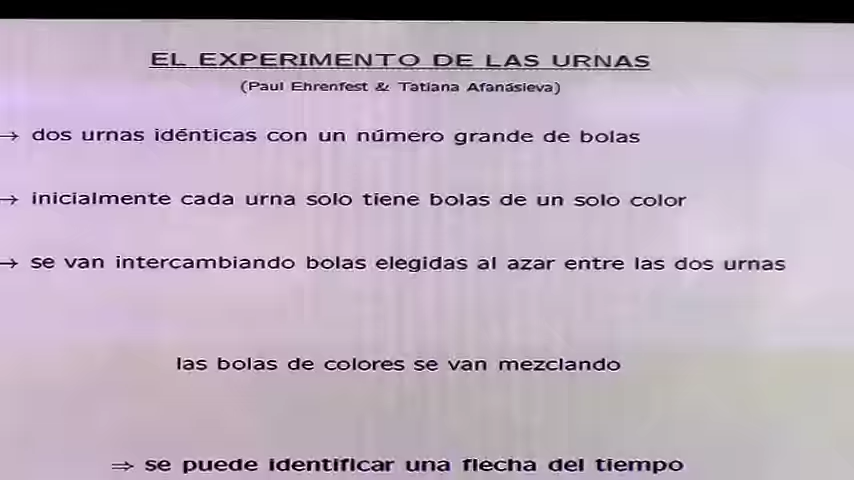 EL EXPERIMENTO DE LAS URNAS
(Paul Ehrenfest & Tatiana Afanásieva)
→ dos urnas idénticas con un número grande de bolas
→ inicialmente cada urna solo tiene bolas de un solo color
→ se van intercambiando bolas elegidas al azar entre las dos urnas
las bolas de colores se van mezclando
⇒ se puede identificar una flecha del tiempo